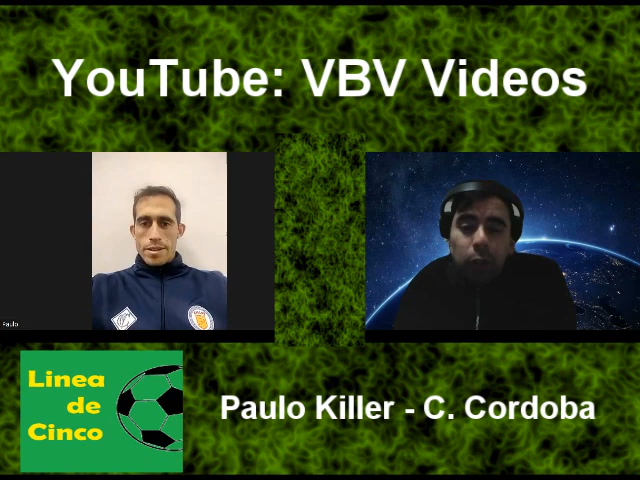 YouTube: VBV Videos
Paulo
Linea
de
Cinco
Paulo Killer - C. Cordoba